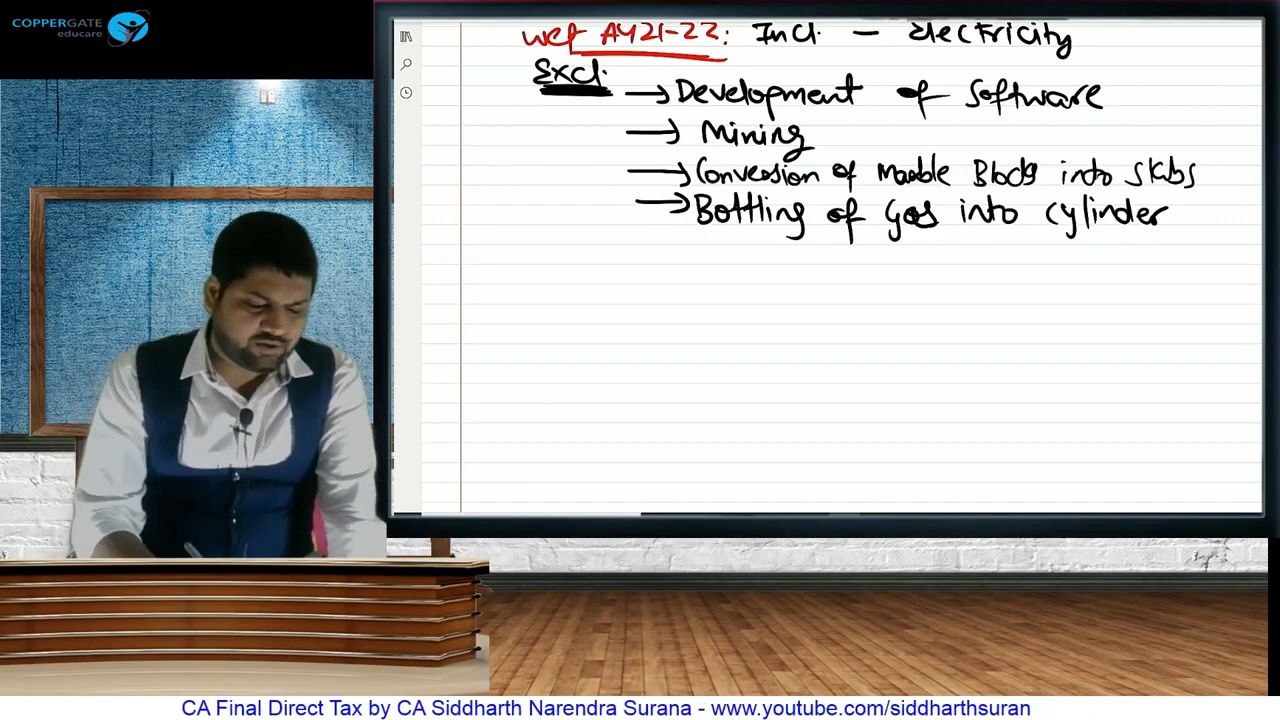 COPPERGATE
educare
wef AY21-22: Incl. — Electricity
Excl.
→ Development of Software
→ Mining
→ Conversion of Marble Blocks into Slabs
→ Bottling of gas into cylinder
CA Final Direct Tax by CA Siddharth Narendra Surana - www.youtube.com/siddharthsuran